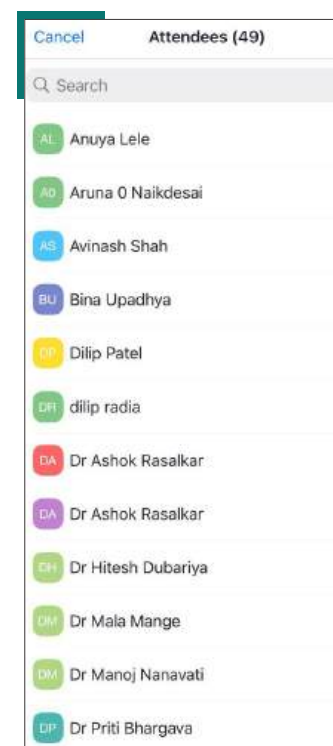 Cancel Attendees (49)
Search
AL Anuya Lele
A0 Aruna 0 Naikdesai
AS Avinash Shah
BU Bina Upadhya
DP Dilip Patel
DR dilip radia
DA Dr Ashok Rasalkar
DA Dr Ashok Rasalkar
DH Dr Hitesh Dubariya
DM Dr Mala Mange
DM Dr Manoj Nanavati
DP Dr Priti Bhargava